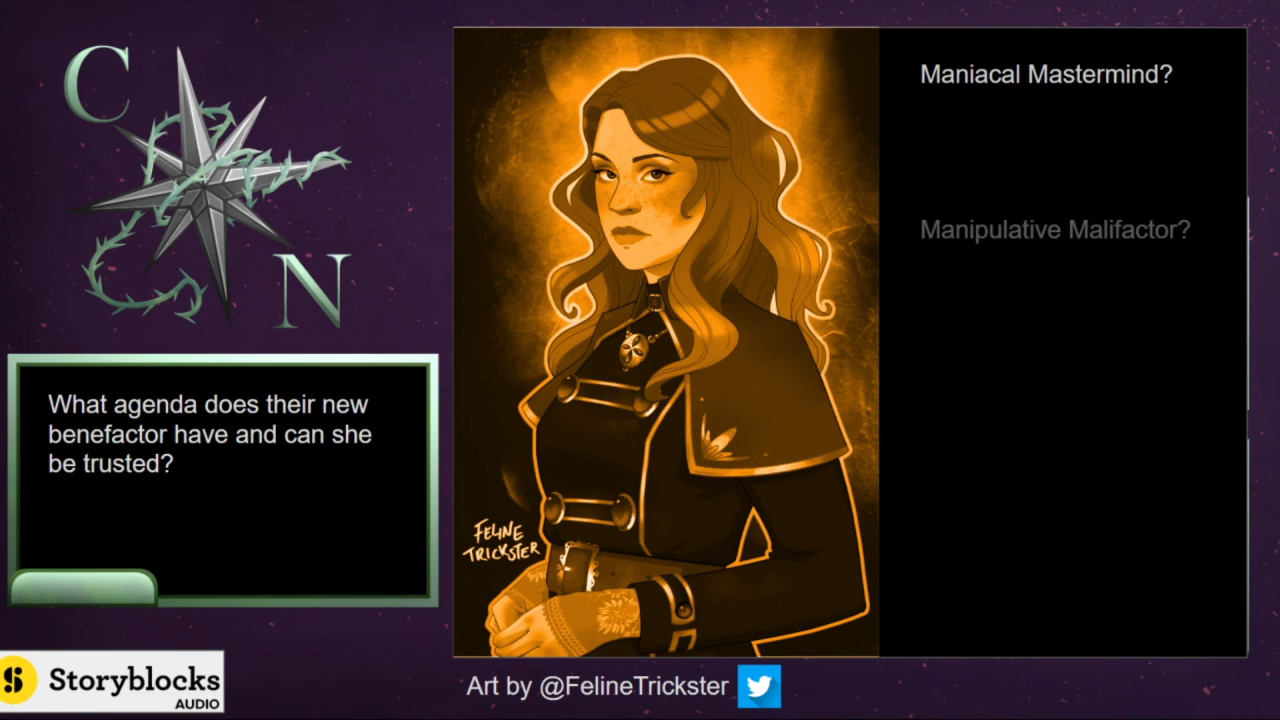 C
N
What agenda does their new
benefactor have and can she
be trusted?
Storyblocks
AUDIO
FELINE
TRICKSTER
Art by @FelineTrickster
Maniacal Mastermind?
Manipulative Malifactor?